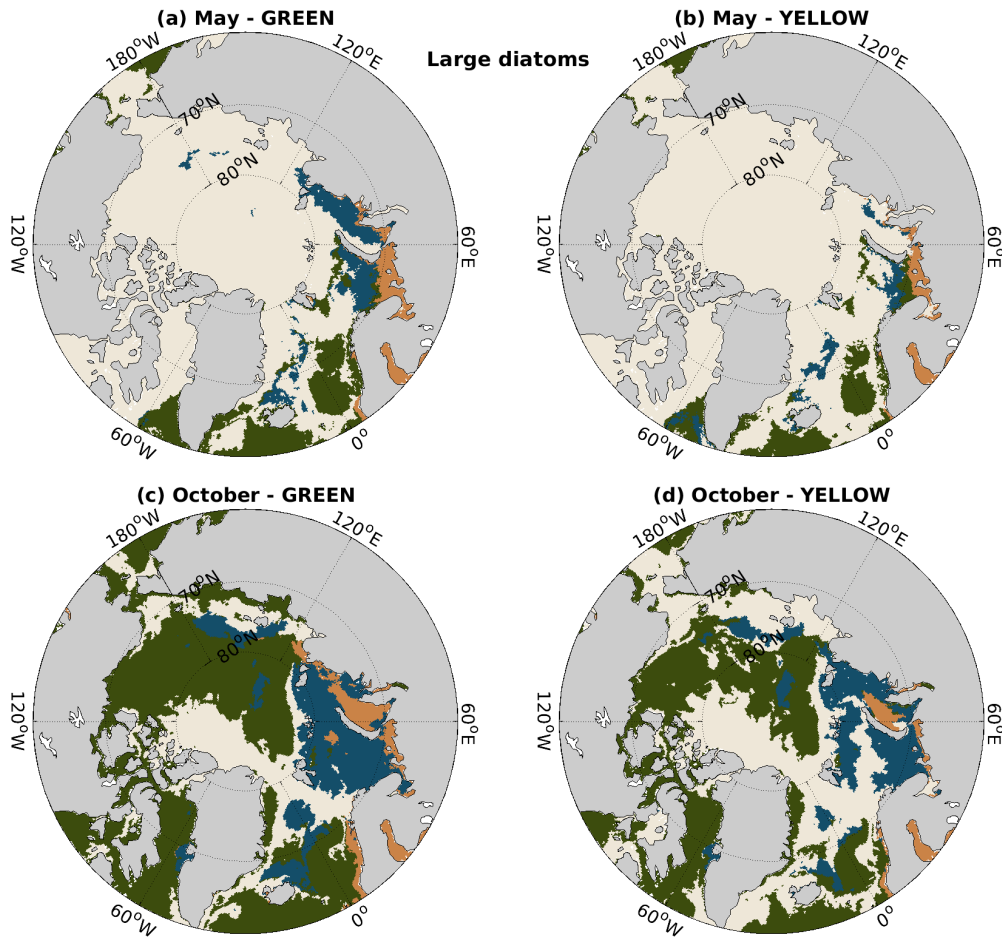 (a) May - GREEN
(b) May - YELLOW
Large diatoms
180°W
120°E
70°N
80°N
120°W
60°E
60°W
0°
180°W
120°E
70°N
80°N
120°W
60°E
60°W
0°
(c) October - GREEN
(d) October - YELLOW
180°W
120°E
70°N
80°N
120°W
60°E
60°W
0°
180°W
120°E
70°N
80°N
120°W
60°E
60°W
0°